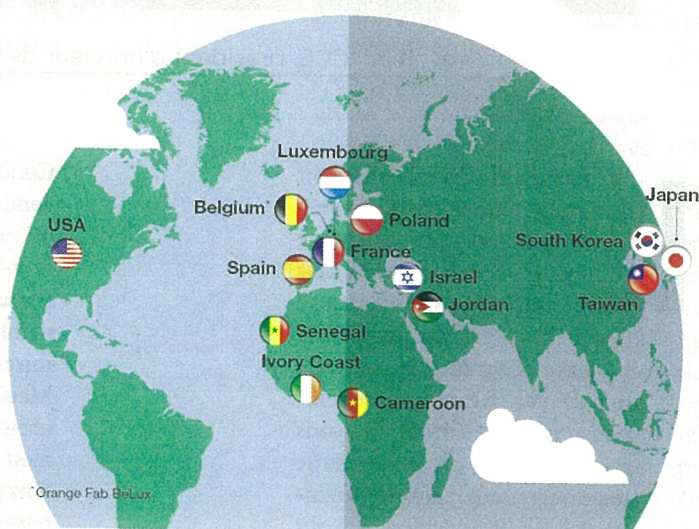 Luxembourg*
Belgium*
Poland
Japan
USA
South Korea
France
Spain
Israel
Taiwan
Jordan
Senegal
Ivory Coast
Cameroon
*Orange Fab BeLux